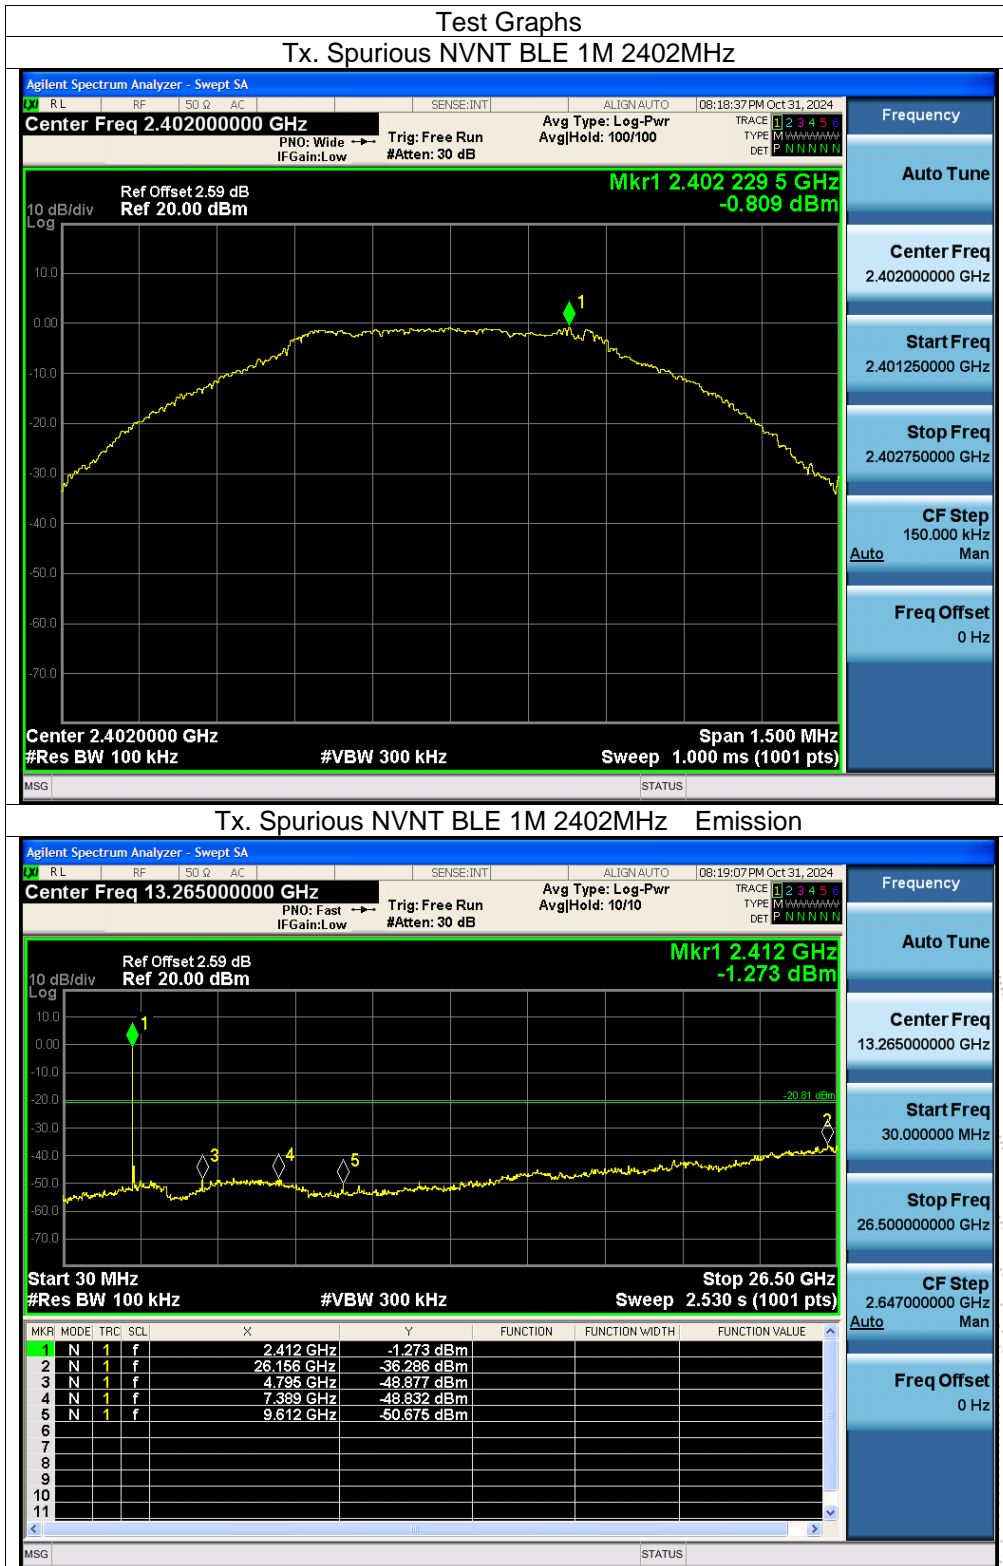 Test Graphs
Tx. Spurious NVNT BLE 1M 2402MHz
Agilent Spectrum Analyzer - Swept SA
LXI RL RF 50 Ω AC SENSE:INT ALIGN AUTO 08:18:37 PM Oct 31, 2024
Center Freq 2.402000000 GHz Avg Type: Log-Pwr TRACE 1 2 3 4 5 6
PNO: Wide Trig: Free Run Avg|Hold: 100/100 TYPE M WWWWW
IFGain:Low #Atten: 30 dB DET P N N N N N
Ref Offset 2.59 dB Mkr1 2.402 229 5 GHz
10 dB/div Ref 20.00 dBm -0.809 dBm
Log
10.0
1
0.00
-10.0
-20.0
-30.0
-40.0
-50.0
-60.0
-70.0
Center 2.4020000 GHz Span 1.500 MHz
#Res BW 100 kHz #VBW 300 kHz Sweep 1.000 ms (1001 pts)
MSG STATUS
Frequency
Auto Tune
Center Freq
2.402000000 GHz
Start Freq
2.401250000 GHz
Stop Freq
2.402750000 GHz
CF Step
150.000 kHz
Auto Man
Freq Offset
0 Hz
Tx. Spurious NVNT BLE 1M 2402MHz Emission
Agilent Spectrum Analyzer - Swept SA
LXI RL RF 50 Ω AC SENSE:INT ALIGN AUTO 08:19:07 PM Oct 31, 2024
Center Freq 13.265000000 GHz Avg Type: Log-Pwr TRACE 1 2 3 4 5 6
PNO: Fast Trig: Free Run Avg|Hold: 10/10 TYPE M WWWWW
IFGain:Low #Atten: 30 dB DET P N N N N N
Ref Offset 2.59 dB Mkr1 2.412 GHz
10 dB/div Ref 20.00 dBm -1.273 dBm
Log
10.0
1
0.00
-10.0
-20.0
-20.81 dBm
-30.0
2
-40.0
3 4 5
-50.0
-60.0
-70.0
Start 30 MHz Stop 26.50 GHz
#Res BW 100 kHz #VBW 300 kHz Sweep 2.530 s (1001 pts)
MKR MODE TRC SCL X Y FUNCTION FUNCTION WIDTH FUNCTION VALUE
1 N 1 f 2.412 GHz -1.273 dBm
2 N 1 f 26.156 GHz -36.286 dBm
3 N 1 f 4.795 GHz -48.877 dBm
4 N 1 f 7.389 GHz -48.832 dBm
5 N 1 f 9.612 GHz -50.675 dBm
6
7
8
9
10
11
MSG STATUS
Frequency
Auto Tune
Center Freq
13.265000000 GHz
Start Freq
30.000000 MHz
Stop Freq
26.500000000 GHz
CF Step
2.647000000 GHz
Auto Man
Freq Offset
0 Hz